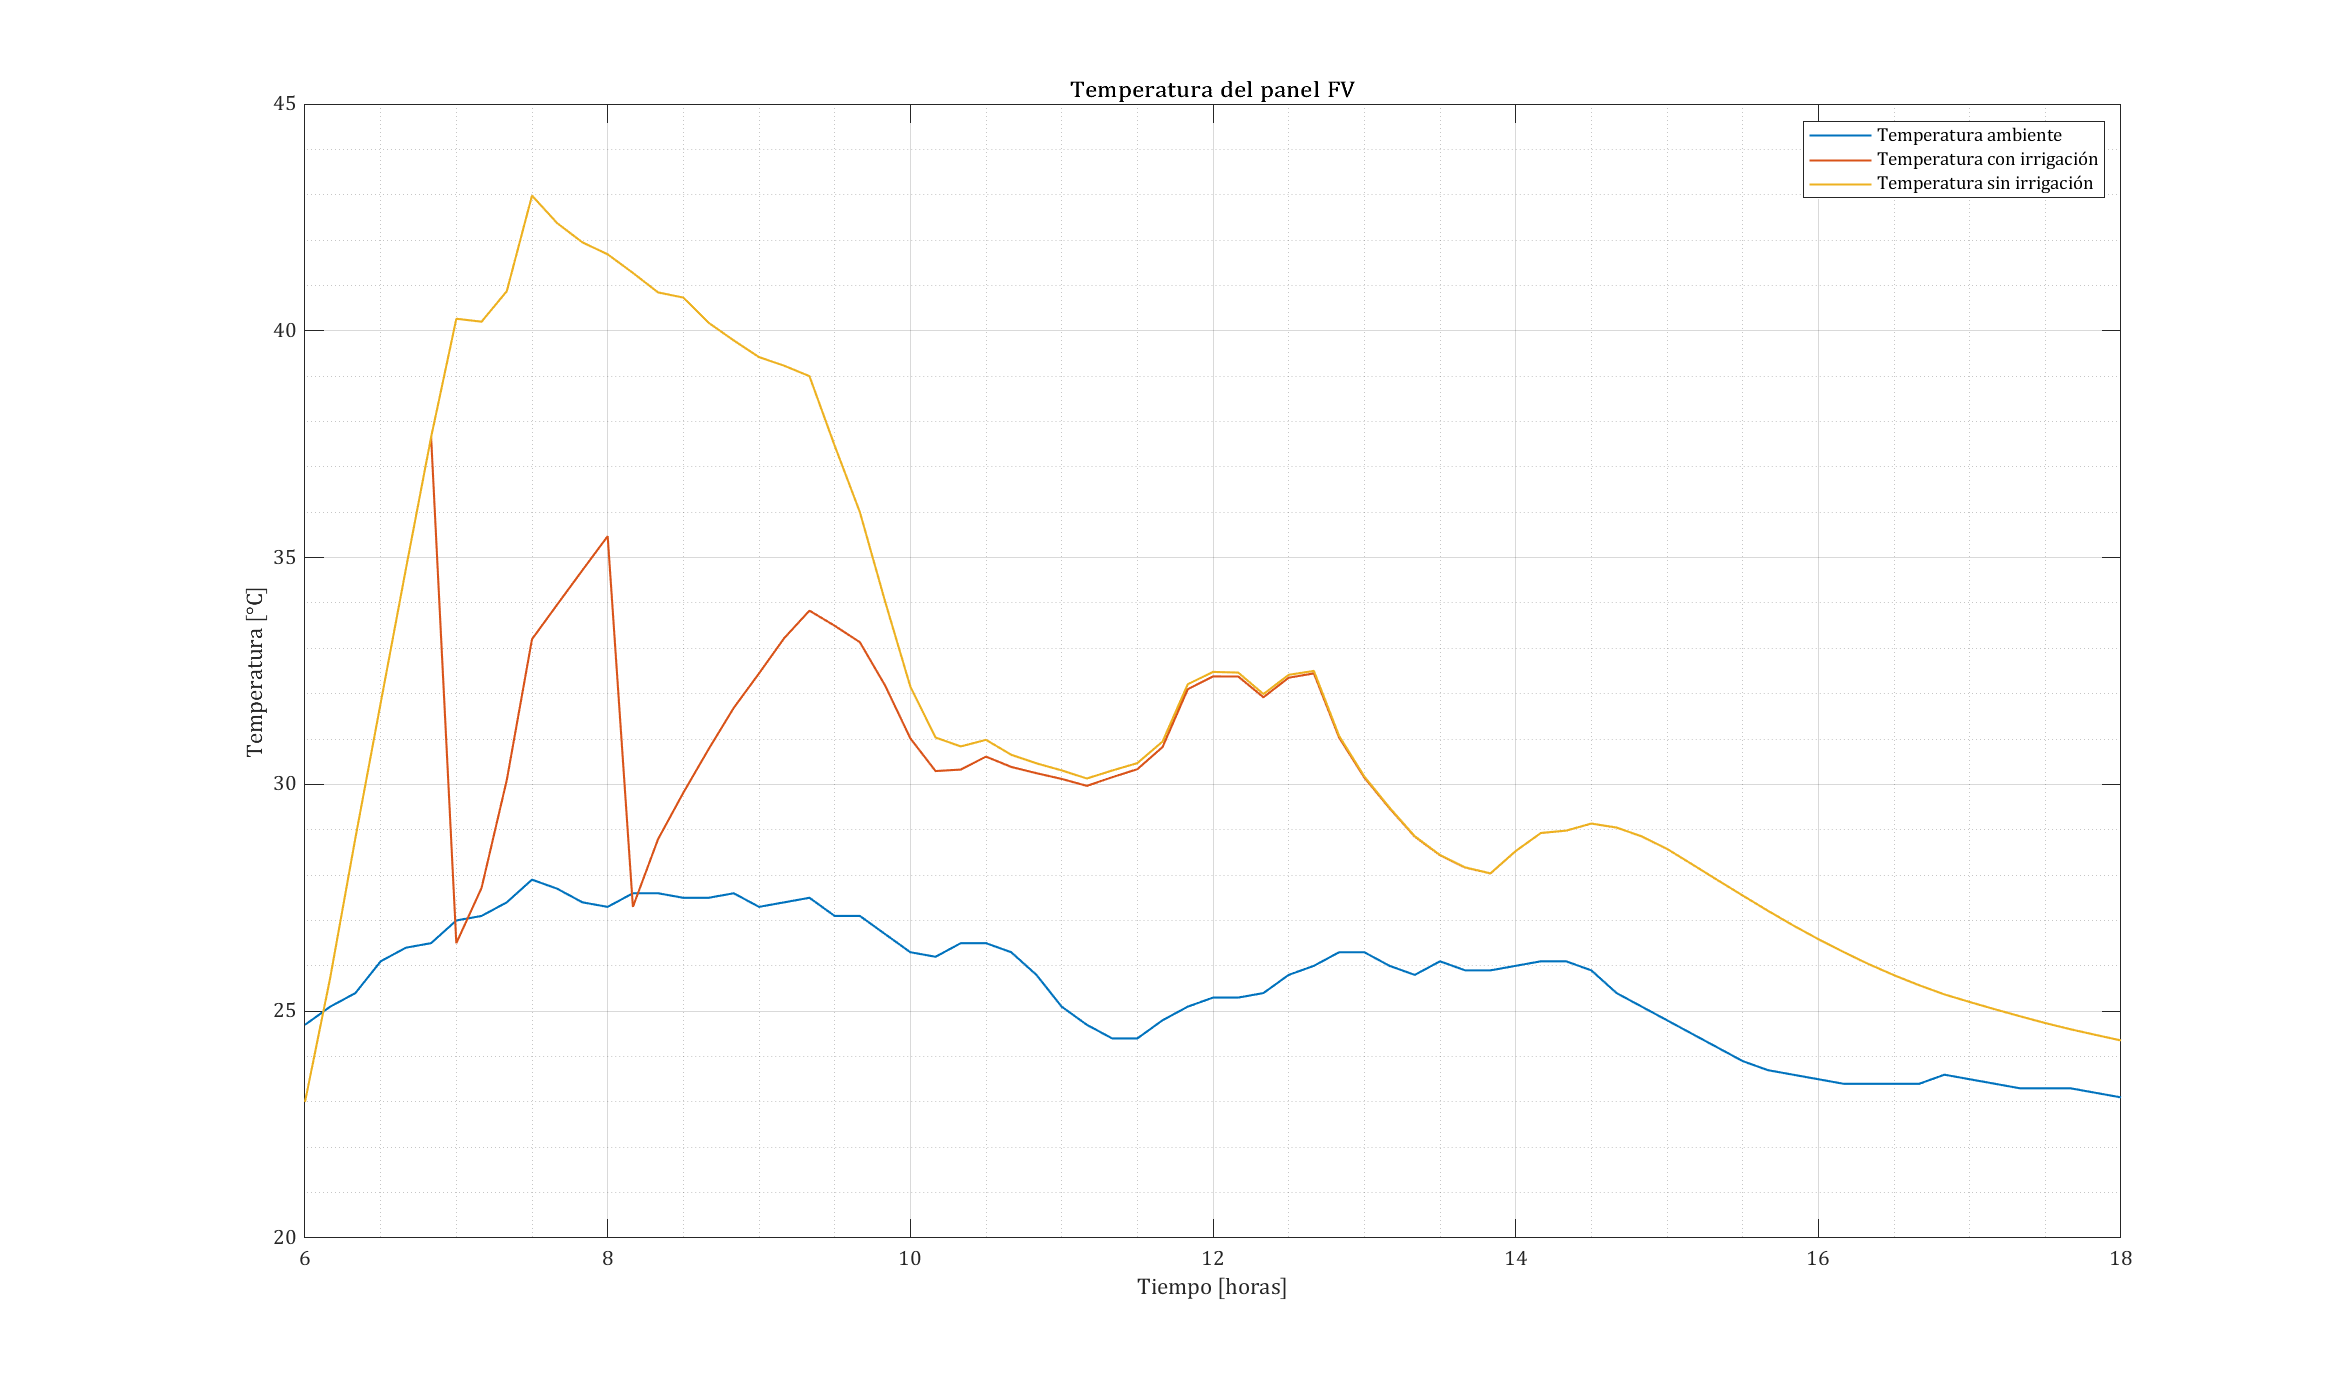 Temperatura del panel FV
45
40
35
30
25
20
Temperatura [°C]
Temperatura ambiente
Temperatura con irrigación
Temperatura sin irrigación
6 8 10 12 14 16 18
Tiempo [horas]